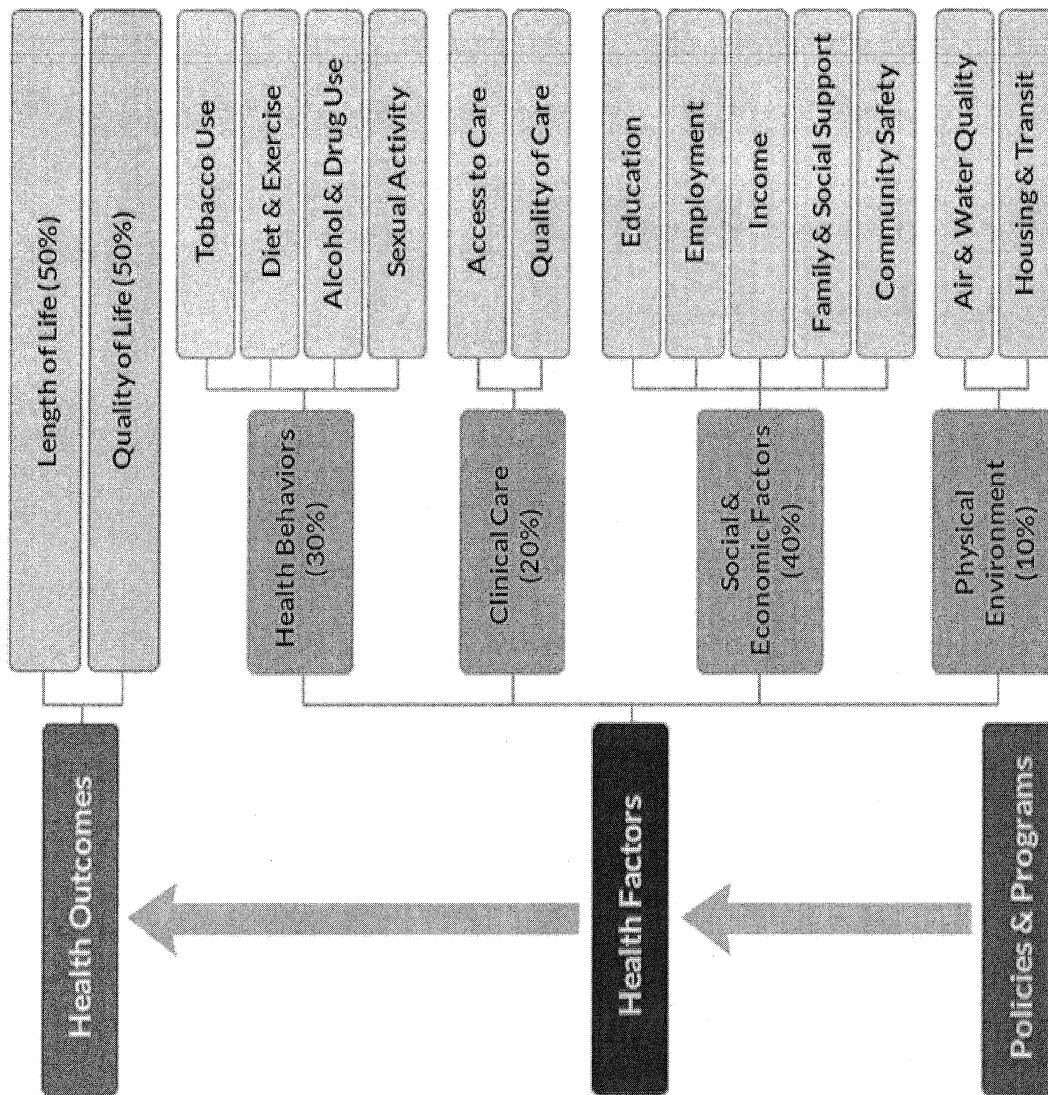 Health Outcomes
Length of Life (50%)
Quality of Life (50%)
Health Factors
Health Behaviors
(30%)
Tobacco Use
Diet & Exercise
Alcohol & Drug Use
Sexual Activity
Clinical Care
(20%)
Access to Care
Quality of Care
Social &
Economic Factors
(40%)
Education
Employment
Income
Family & Social Support
Community Safety
Physical
Environment
(10%)
Air & Water Quality
Housing & Transit
Policies & Programs